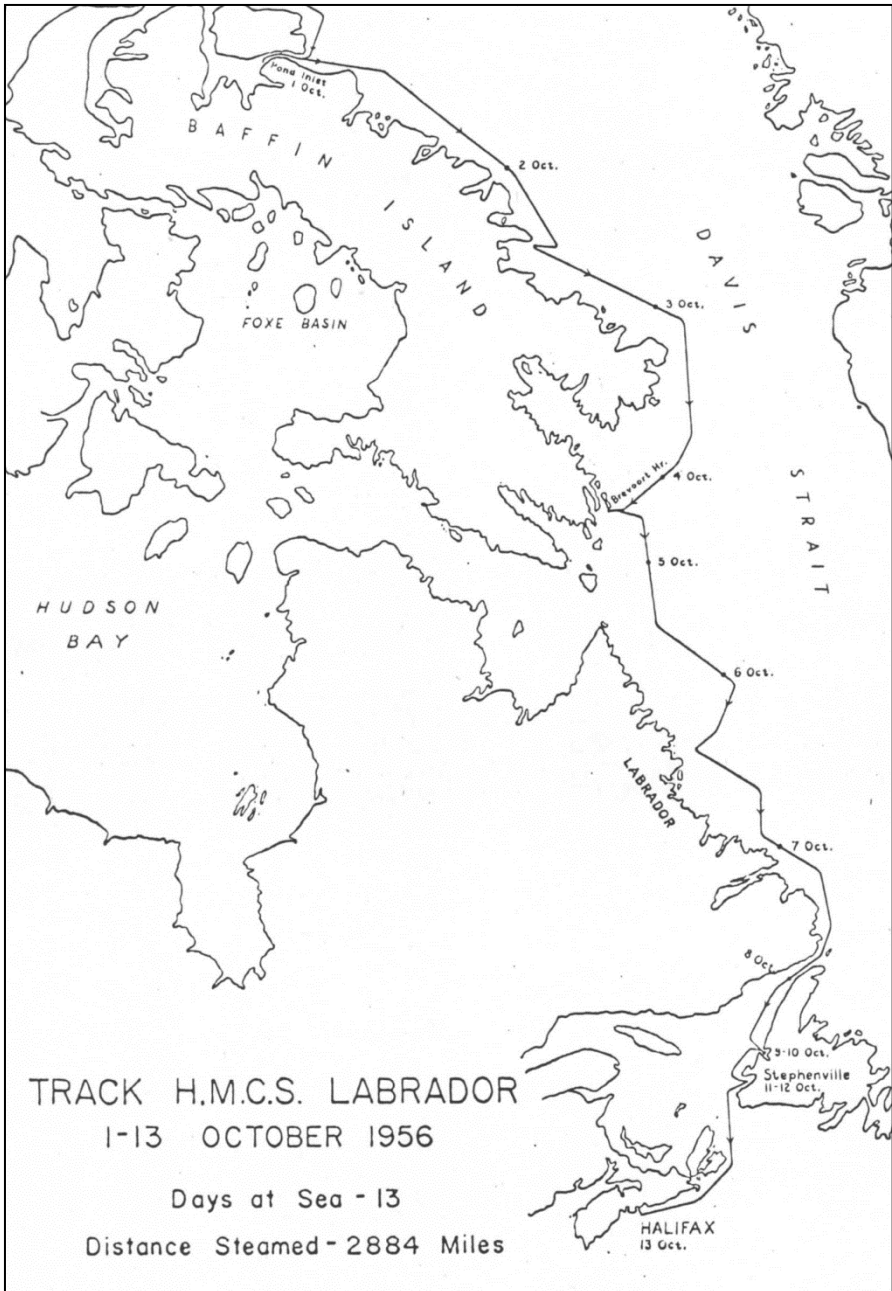 Pond Inlet
1 Oct.
BAFFIN
ISLAND
2 Oct.
DAVIS
STRAIT
3 Oct.
FOXE BASIN
Brevoort Hr.
4 Oct.
5 Oct.
HUDSON
BAY
6 Oct.
LABRADOR
7 Oct.
8 Oct.
9-10 Oct.
Stephenville
11-12 Oct.
TRACK H.M.C.S. LABRADOR
1-13 OCTOBER 1956
Days at Sea - 13
Distance Steamed - 2884 Miles
HALIFAX
13 Oct.